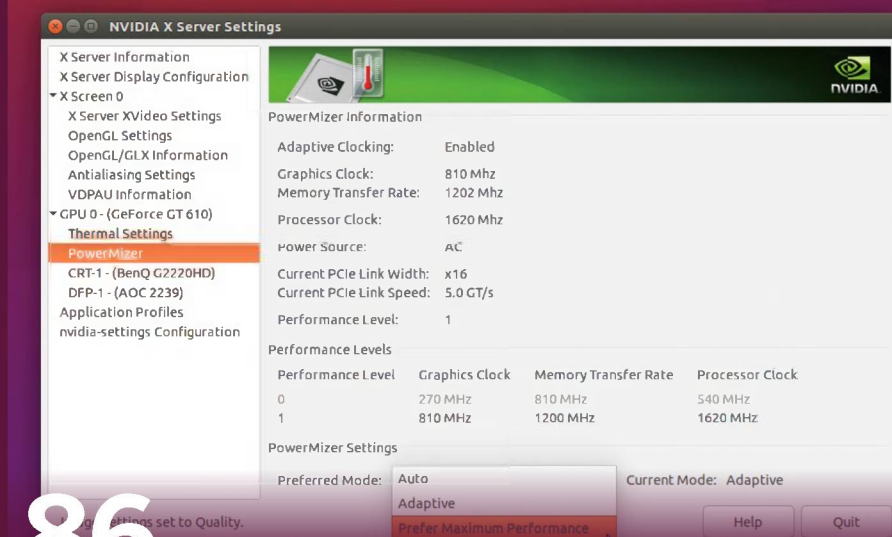 NVIDIA X Server Settings
X Server Information
X Server Display Configuration
X Screen 0
X Server XVideo Settings
OpenGL Settings
OpenGL/GLX Information
Antialiasing Settings
VDPAU Information
GPU 0 - (GeForce GT 610)
Thermal Settings
PowerMizer
CRT-1 - (BenQ G2220HD)
DFP-1 - (AOC 2239)
Application Profiles
nvidia-settings Configuration
NVIDIA.
PowerMizer Information
Adaptive Clocking: Enabled
Graphics Clock: 810 Mhz
Memory Transfer Rate: 1202 Mhz
Processor Clock: 1620 Mhz
Power Source: AC
Current PCIe Link Width: x16
Current PCIe Link Speed: 5.0 GT/s
Performance Level: 1
Performance Levels
Performance Level Graphics Clock Memory Transfer Rate Processor Clock
0 270 MHz 810 MHz 540 MHz
1 810 MHz 1200 MHz 1620 MHz
PowerMizer Settings
Preferred Mode: Auto Current Mode: Adaptive
Adaptive
Prefer Maximum Performance
set to Quality.
Help Quit
86